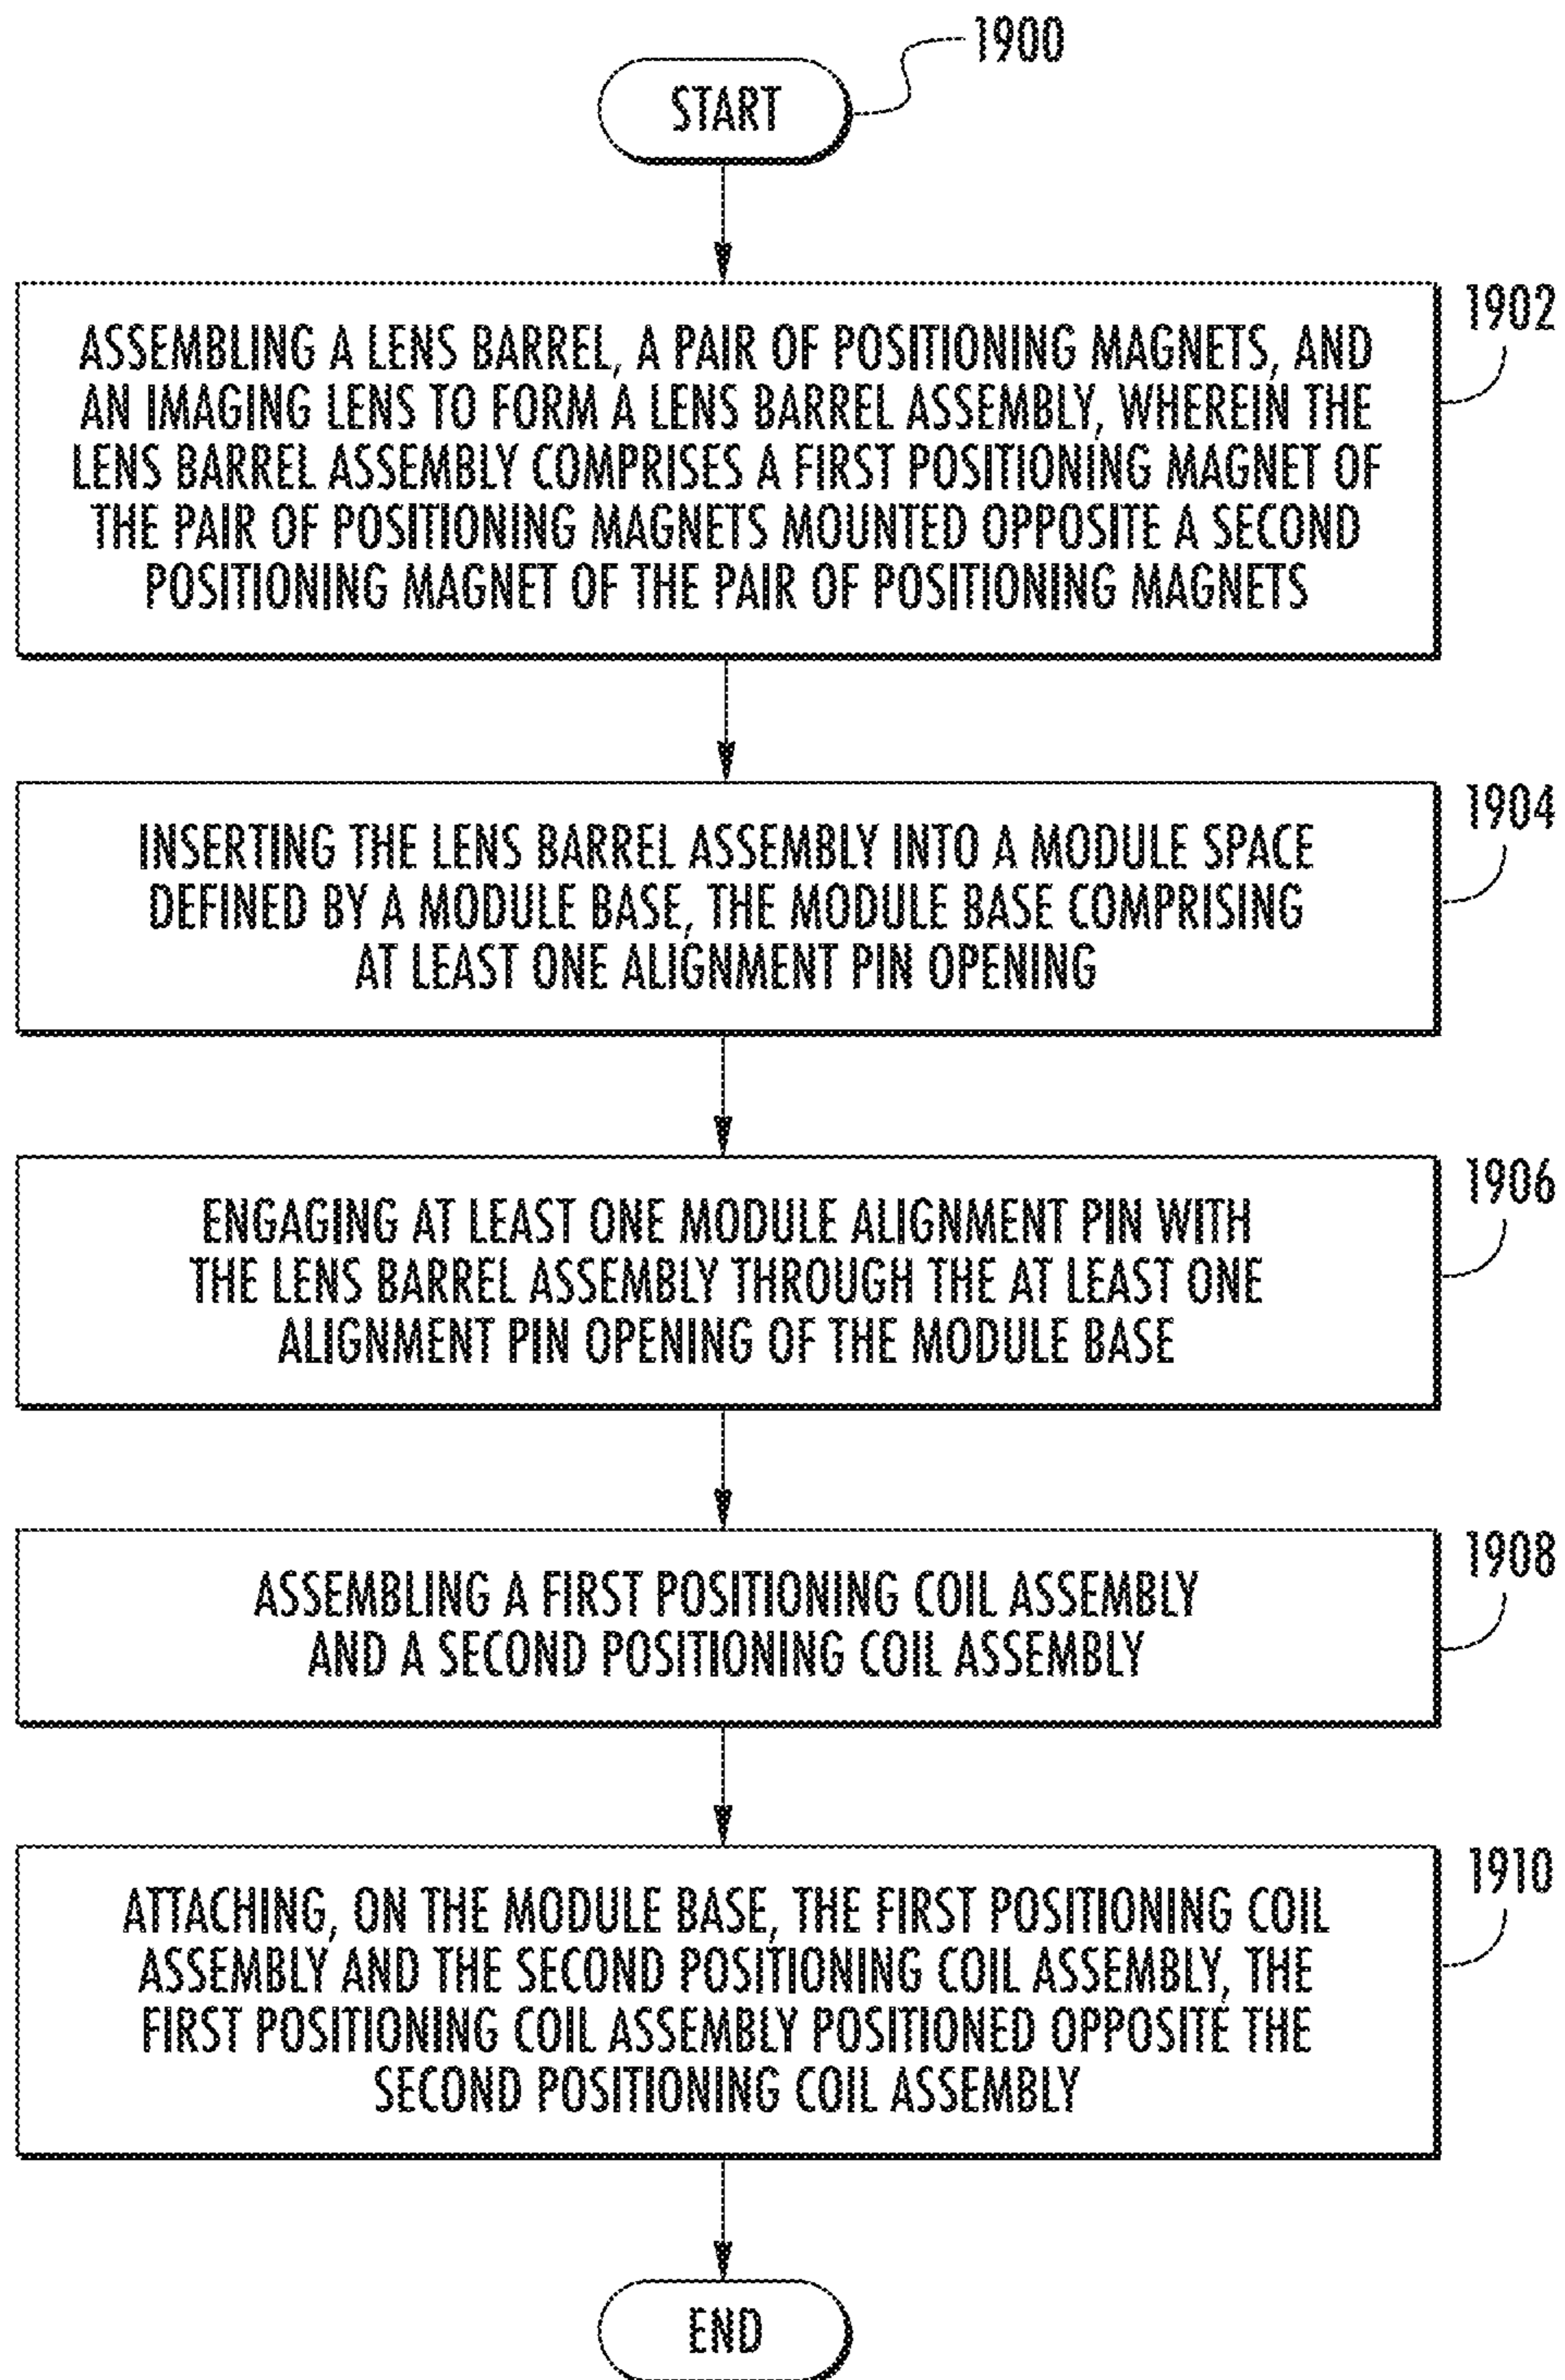 1900
START
1902
ASSEMBLING A LENS BARREL, A PAIR OF POSITIONING MAGNETS, AND
AN IMAGING LENS TO FORM A LENS BARREL ASSEMBLY, WHEREIN THE
LENS BARREL ASSEMBLY COMPRISES A FIRST POSITIONING MAGNET OF
THE PAIR OF POSITIONING MAGNETS MOUNTED OPPOSITE A SECOND
POSITIONING MAGNET OF THE PAIR OF POSITIONING MAGNETS
1904
INSERTING THE LENS BARREL ASSEMBLY INTO A MODULE SPACE
DEFINED BY A MODULE BASE, THE MODULE BASE COMPRISING
AT LEAST ONE ALIGNMENT PIN OPENING
1906
ENGAGING AT LEAST ONE MODULE ALIGNMENT PIN WITH
THE LENS BARREL ASSEMBLY THROUGH THE AT LEAST ONE
ALIGNMENT PIN OPENING OF THE MODULE BASE
1908
ASSEMBLING A FIRST POSITIONING COIL ASSEMBLY
AND A SECOND POSITIONING COIL ASSEMBLY
1910
ATTACHING, ON THE MODULE BASE, THE FIRST POSITIONING COIL
ASSEMBLY AND THE SECOND POSITIONING COIL ASSEMBLY, THE
FIRST POSITIONING COIL ASSEMBLY POSITIONED OPPOSITE THE
SECOND POSITIONING COIL ASSEMBLY
END